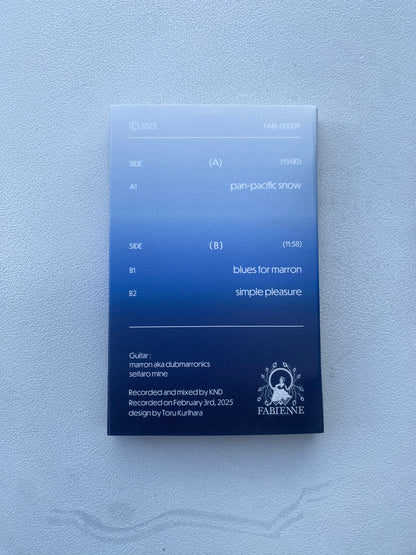 ©2025 FABI-00009
SIDE (A) (15:00)
A1 pan-pacific snow
SIDE (B) (11:58)
B1 blues for marron
B2 simple pleasure
Guitar :
marron aka dubmarronics
seitaro mine
Recorded and mixed by KND
Recorded on February 3rd, 2025
design by Toru Kurihara
FABIENNE